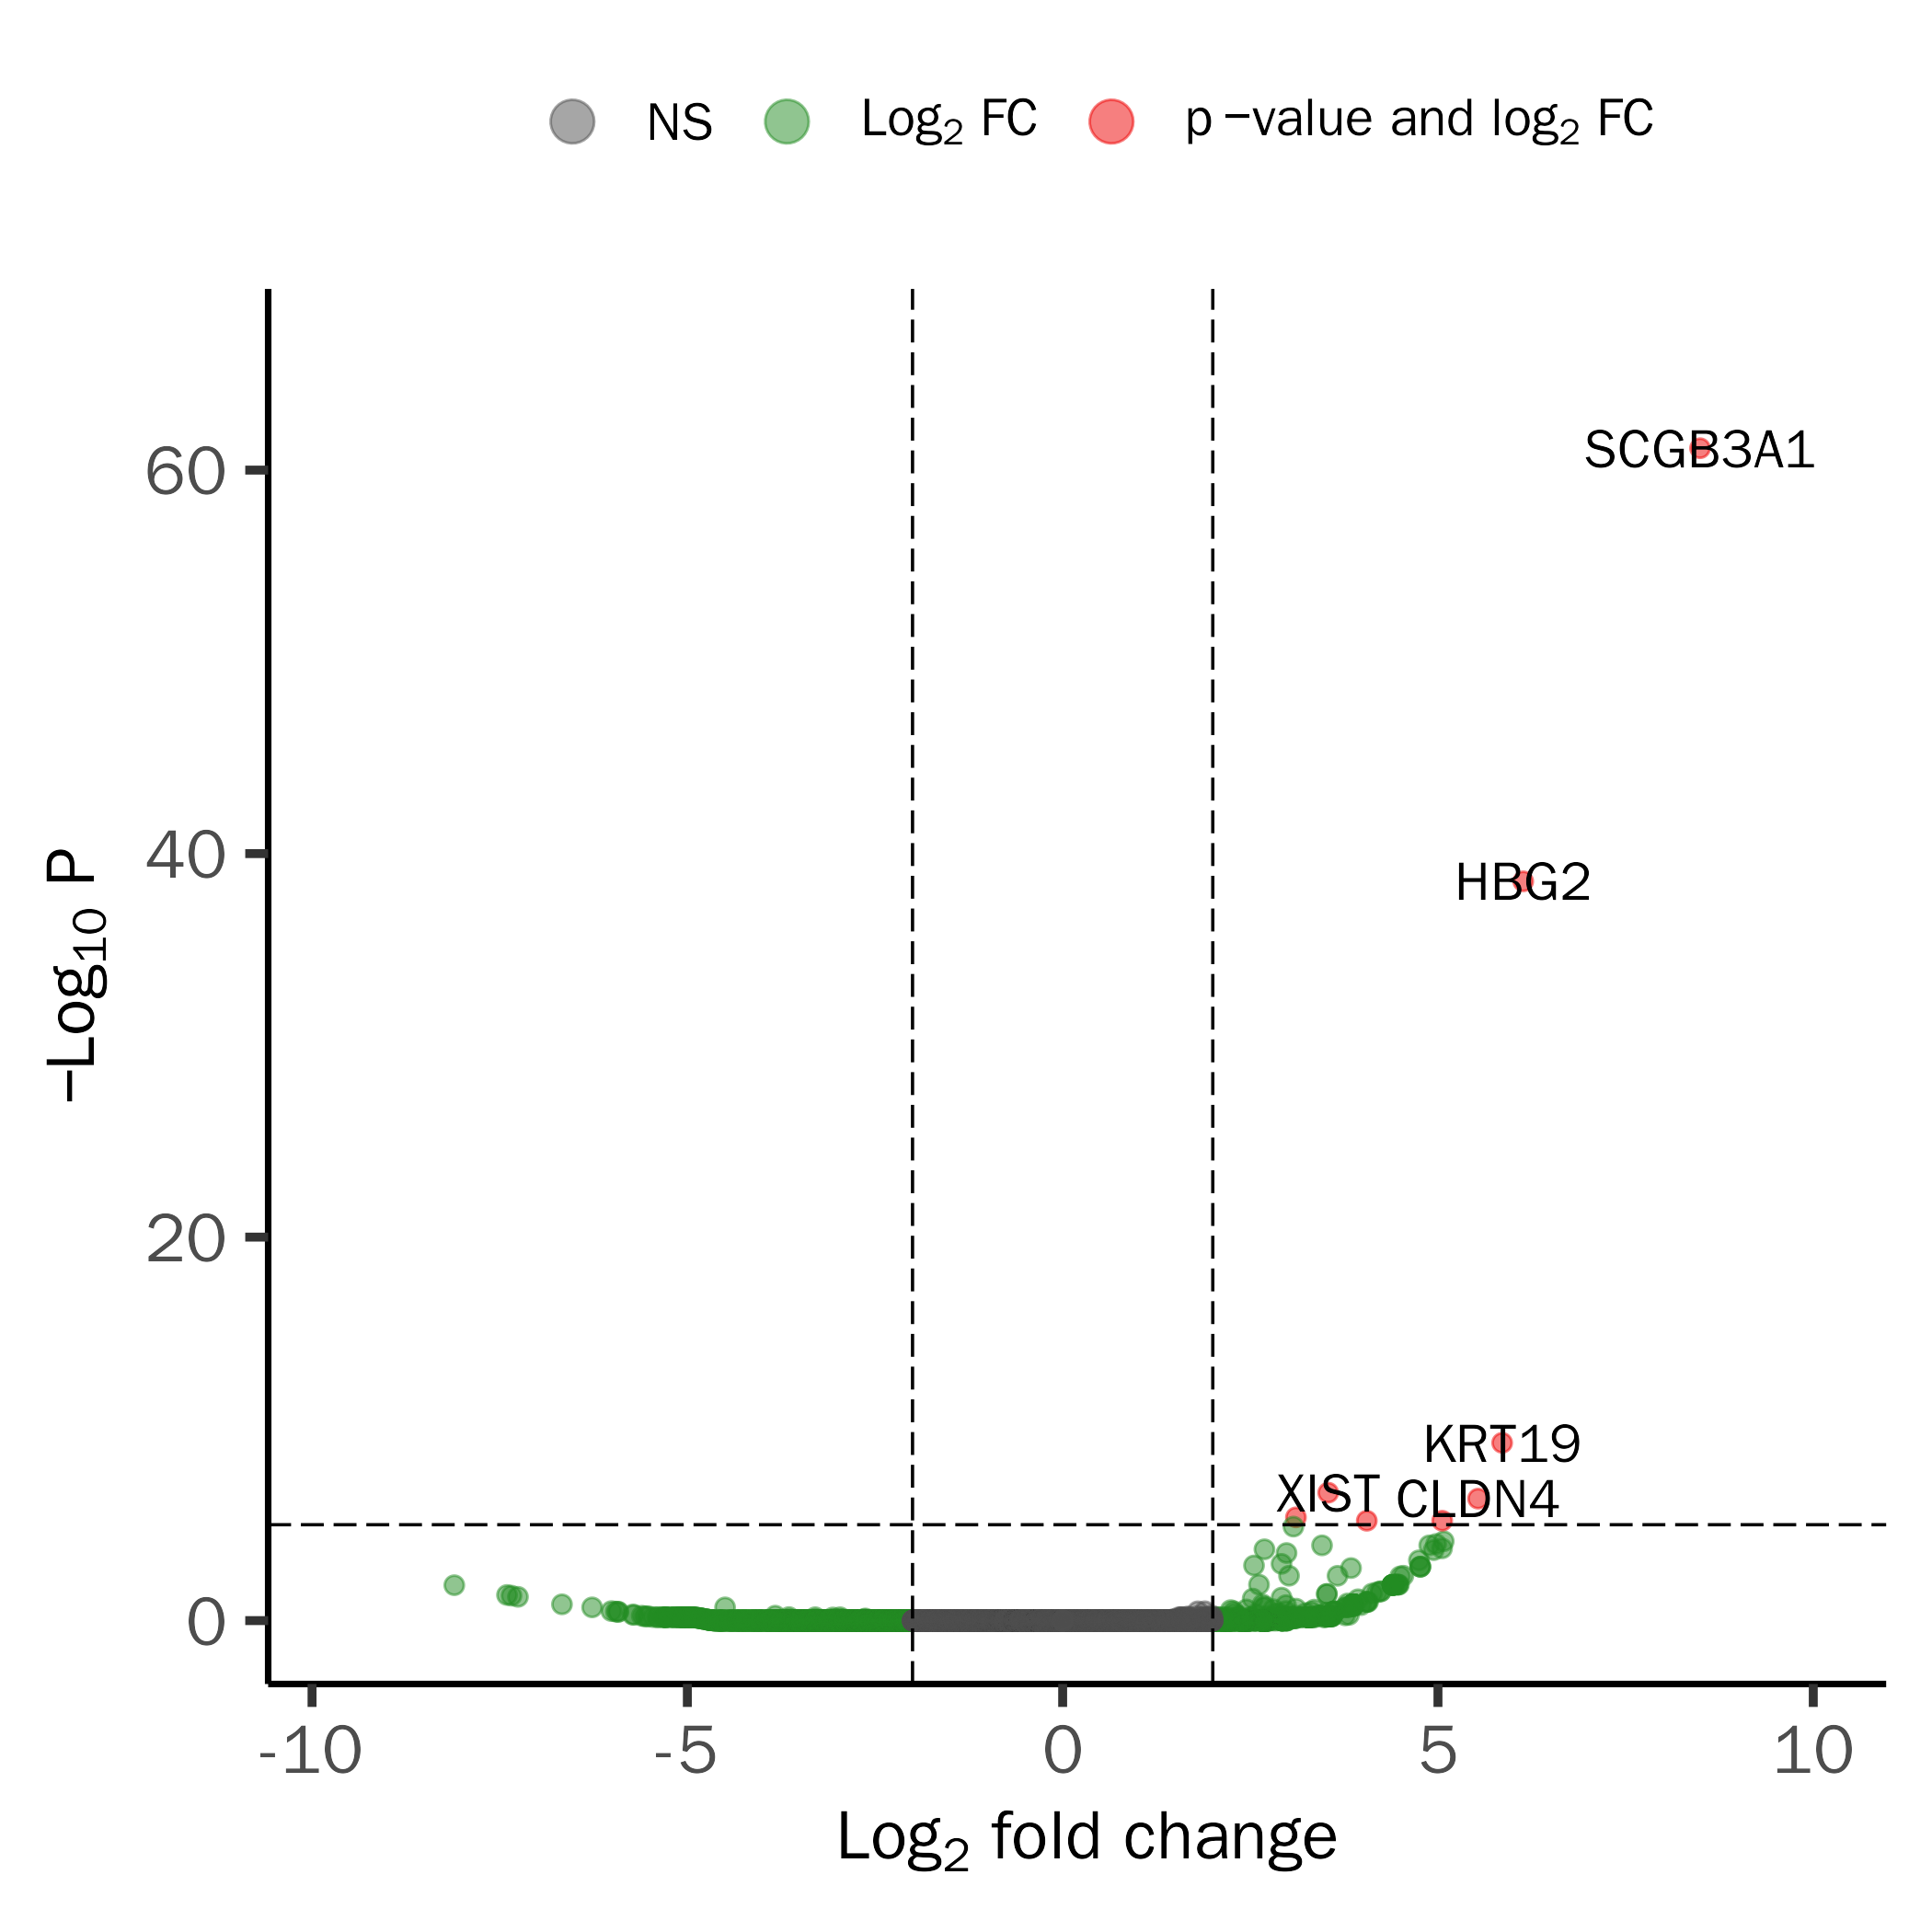 NS Log2 FC p −value and log2 FC
60
40
20
0
−Log10 P
SCGB3A1
HBG2
KRT19
XIST CLDN4
-10 -5 0 5 10
Log2 fold change